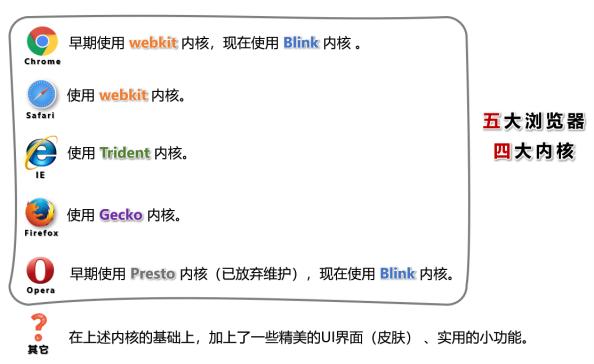 早期使用 webkit 内核，现在使用 Blink 内核 。
Chrome
使用 webkit 内核。
Safari
使用 Trident 内核。
IE
使用 Gecko 内核。
Firefox
早期使用 Presto 内核（已放弃维护），现在使用 Blink 内核。
Opera
五大浏览器
四大内核
在上述内核的基础上，加上了一些精美的UI界面（皮肤） 、实用的小功能。
其它